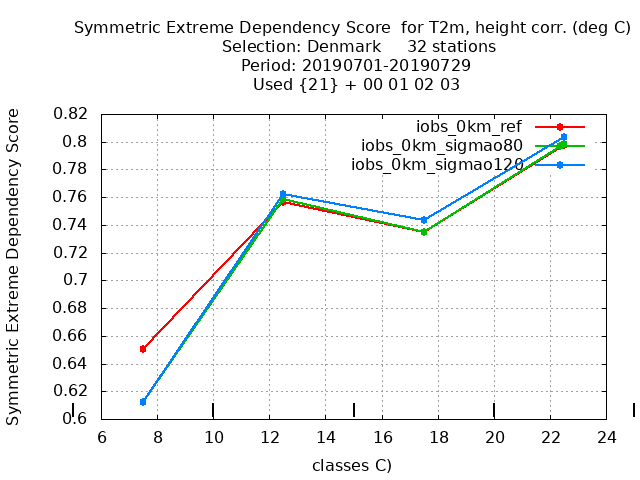 Symmetric Extreme Dependency Score  for T2m, height corr. (deg C)
Selection: Denmark     32 stations
Period: 20190701-20190729
Used {21} + 00 01 02 03
Symmetric Extreme Dependency Score
0.82
0.8
0.78
0.76
0.74
0.72
0.7
0.68
0.66
0.64
0.62
0.6
iobs_0km_ref
iobs_0km_sigmao80
iobs_0km_sigmao120
6 8 10 12 14 16 18 20 22 24
classes C)